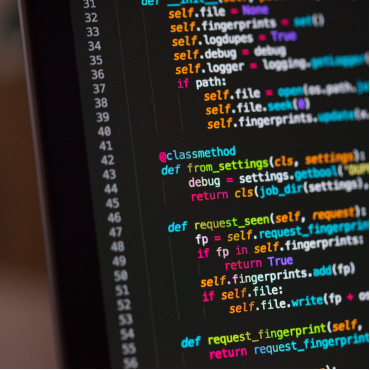 31 def __init__(self,
32 self.file = None
33 self.fingerprints = set()
34 self.logdupes = True
35 self.debug = debug
36 self.logger = logging.getLogger(
37 if path:
38 self.file = open(os.path.
39 self.file.seek(0)
40 self.fingerprints.update(
41
42 @classmethod
43 def from_settings(cls, settings):
44 debug = settings.getbool(
45 return cls(job_dir(settings),
46
47 def request_seen(self, request):
48 fp = self.request_fingerprint
49 if fp in self.fingerprints:
50 return True
51 self.fingerprints.add(fp)
52 if self.file:
53 self.file.write(fp + os
54
55 def request_fingerprint(self,
56 return request_fingerprint